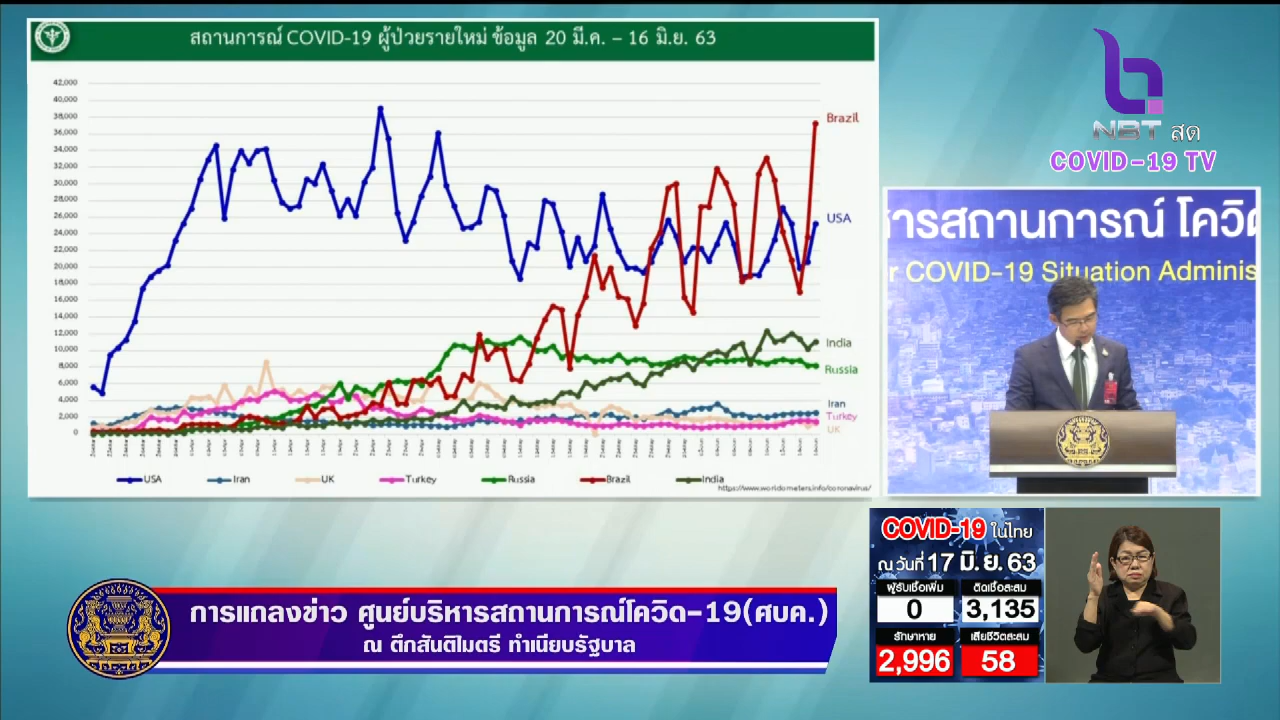 สถานการณ์ COVID-19 ผู้ป่วยรายใหม่ ข้อมูล 20 มี.ค. – 16 มิ.ย. 63
42,000
40,000
38,000
36,000
34,000
32,000
30,000
28,000
26,000
24,000
22,000
20,000
18,000
16,000
14,000
12,000
10,000
8,000
6,000
4,000
2,000
0
Brazil
USA
India
Russia
Iran
Turkey
UK
USA Iran UK Turkey Russia Brazil India
https://www.worldometers.info/coronavirus/
NBT สด
COVID-19 TV
หารสถานการณ์ โควิด
r COVID-19 Situation Adminis
การแถลงข่าว ศูนย์บริหารสถานการณ์โควิด-19(ศบค.)
ณ ตึกสันติไมตรี ทำเนียบรัฐบาล
COVID-19 ในไทย
ณ วันที่ 17 มิ.ย. 63
ผู้รับเชื้อเพิ่ม ติดเชื้อสะสม
0 3,135
รักษาหาย เสียชีวิตสะสม
2,996 58